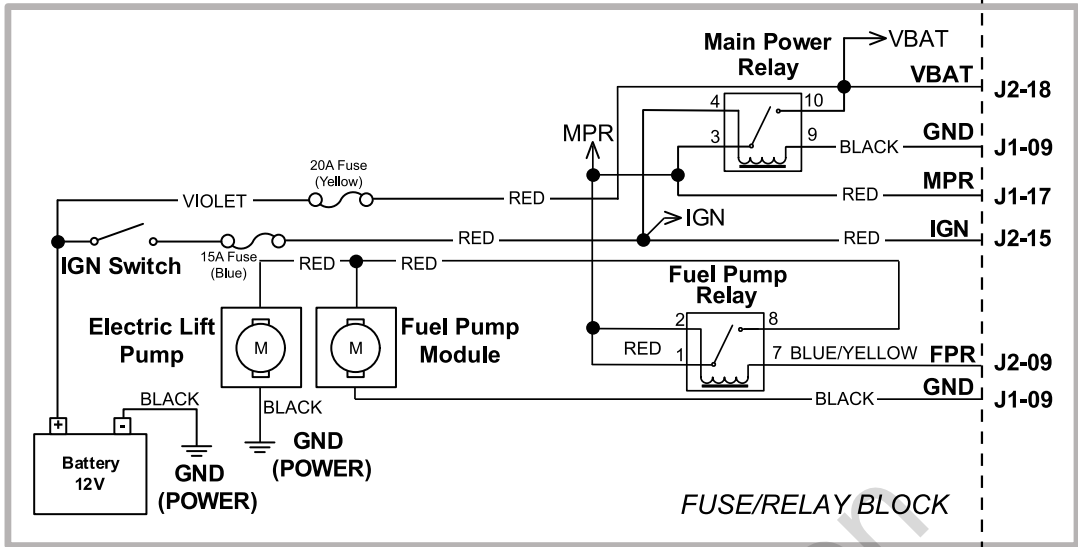 VBAT
Main Power
Relay
VBAT
J2-18
4
10
MPR
3
9
BLACK
GND
J1-09
20A Fuse
(Yellow)
VIOLET
RED
RED
MPR
J1-17
IGN
IGN Switch
15A Fuse
(Blue)
RED
RED
IGN
J2-15
RED
RED
Fuel Pump
Relay
Electric Lift
Pump
M
M
Fuel Pump
Module
2
8
RED
1
7
BLUE/YELLOW
FPR
J2-09
BLACK
BLACK
BLACK
GND
J1-09
+
-
GND
(POWER)
GND
(POWER)
Battery
12V
FUSE/RELAY BLOCK